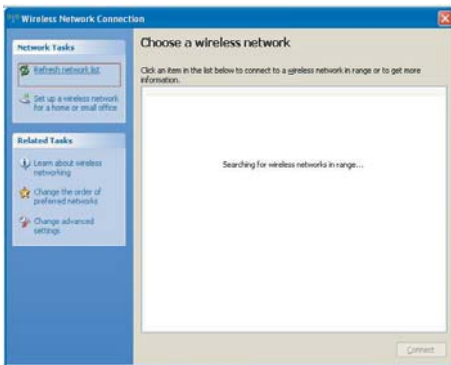 Wireless Network Connection
Network Tasks
Refresh network list
Set up a wireless network
for a home or small office
Related Tasks
Learn about wireless
networking
Change the order of
preferred networks
Change advanced
settings
Choose a wireless network
Click an item in the list below to connect to a wireless network in range or to get more
information.
Searching for wireless networks in range...
Connect